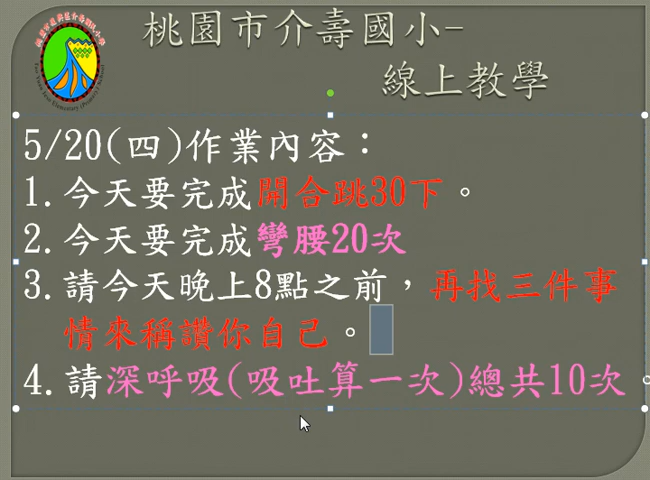 桃園市介壽國小-
線上教學
5/20(四)作業內容：
1.今天要完成開合跳30下。
2.今天要完成彎腰20次
3.請今天晚上8點之前，再找三件事
情來稱讚你自己。
4.請深呼吸(吸吐算一次)總共10次。